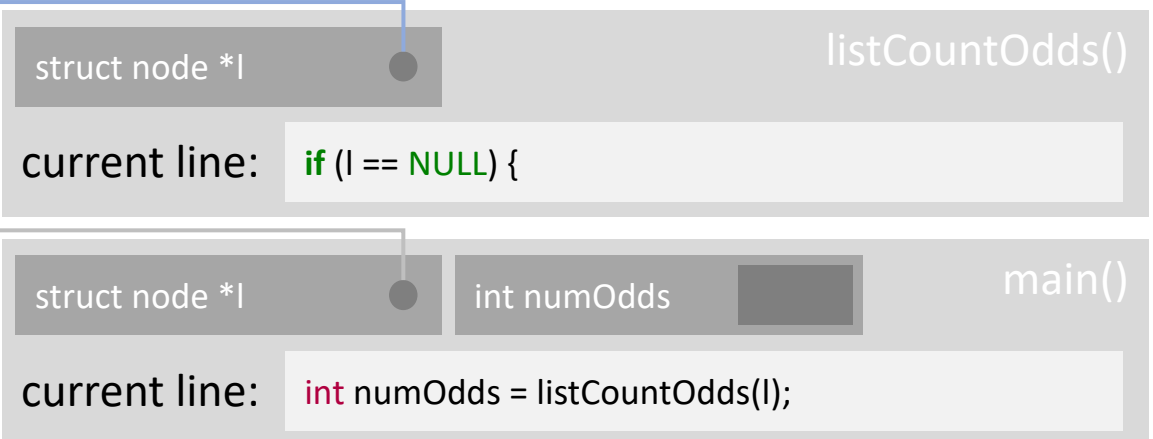 listCountOdds()
struct node *l
current line: if (l == NULL) {
main()
struct node *l int numOdds
current line: int numOdds = listCountOdds(l);